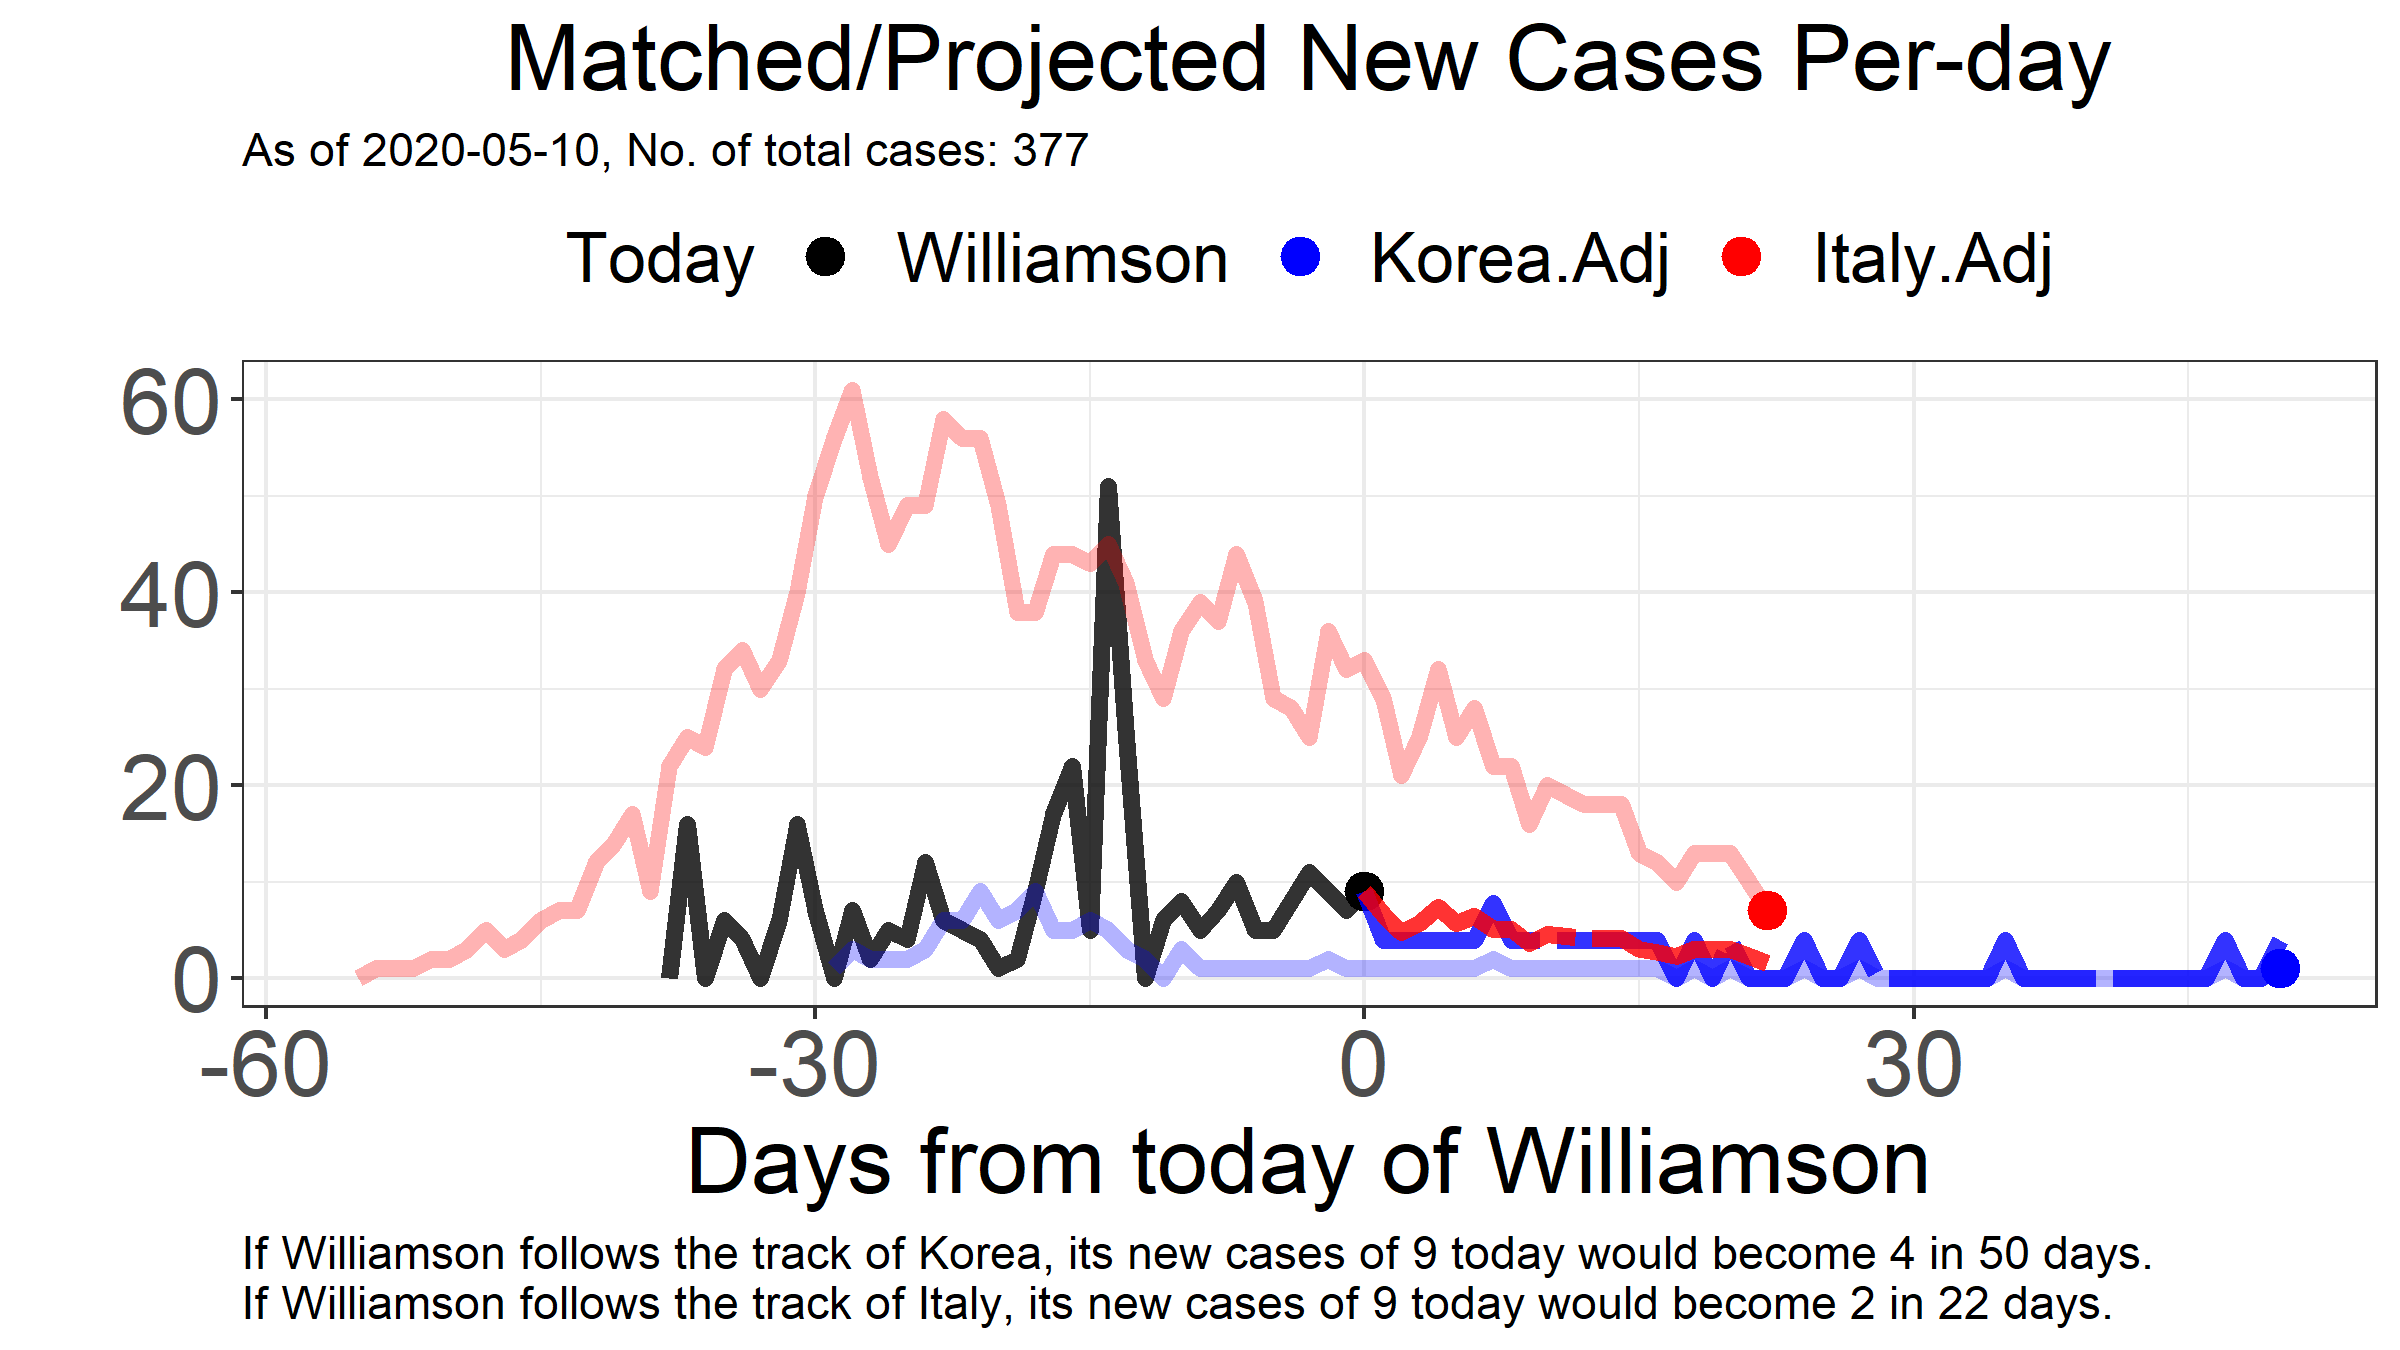 Matched/Projected New Cases Per-day
As of 2020-05-10, No. of total cases: 377
Today Williamson Korea.Adj Italy.Adj
60
40
20
0
-60 -30 0 30
Days from today of Williamson
If Williamson follows the track of Korea, its new cases of 9 today would become 4 in 50 days.
If Williamson follows the track of Italy, its new cases of 9 today would become 2 in 22 days.